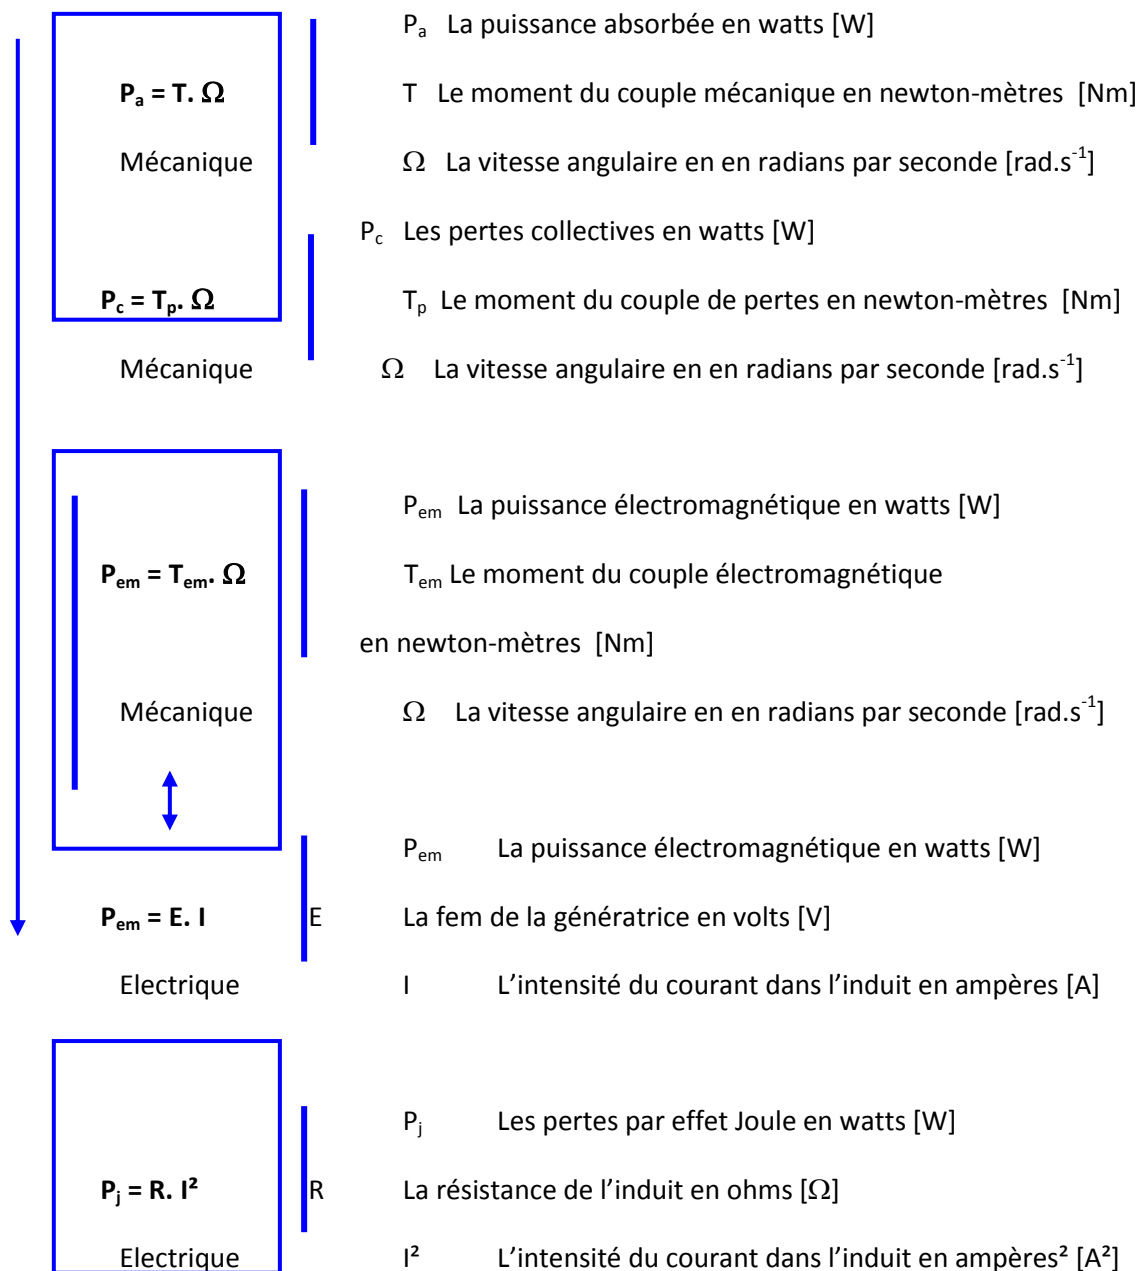 Pa La puissance absorbée en watts [W]
Pa = T. Ω T Le moment du couple mécanique en newton-mètres [Nm]
Mécanique Ω La vitesse angulaire en en radians par seconde [rad.s-1]
Pc Les pertes collectives en watts [W]
Pc = Tp. Ω Tp Le moment du couple de pertes en newton-mètres [Nm]
Mécanique Ω La vitesse angulaire en en radians par seconde [rad.s-1]
Pem La puissance électromagnétique en watts [W]
Pem = Tem. Ω Tem Le moment du couple électromagnétique
en newton-mètres [Nm]
Mécanique Ω La vitesse angulaire en en radians par seconde [rad.s-1]
Pem La puissance électromagnétique en watts [W]
Pem = E. I E La fem de la génératrice en volts [V]
Electrique I L’intensité du courant dans l’induit en ampères [A]
Pj Les pertes par effet Joule en watts [W]
Pj = R. I² R La résistance de l’induit en ohms [Ω]
Electrique I² L’intensité du courant dans l’induit en ampères² [A²]